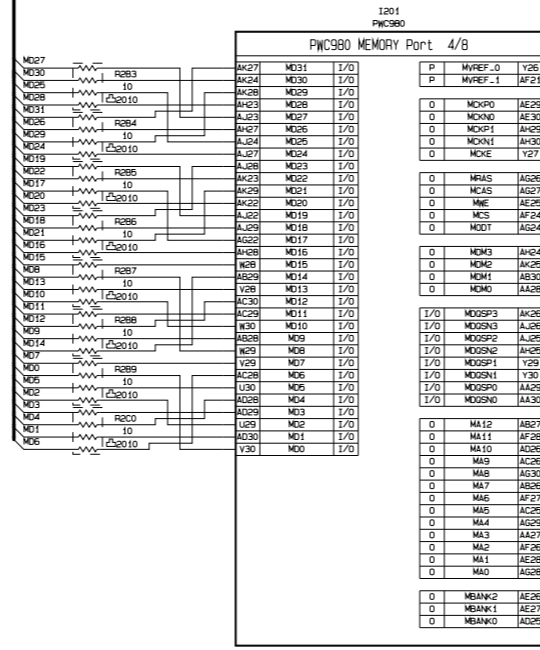 I201
PWC980
PWC980 MEMORY Port 4/8
MD27
MD30
MD25
MD28
MD31
MD26
MD29
MD24
MD19
MD22
MD17
MD20
MD23
MD18
MD21
MD16
MD15
MD8
MD13
MD10
MD11
MD12
MD9
MD14
MD7
MD0
MD5
MD2
MD3
MD4
MD1
MD6
R2B3
10
2010
R2B4
10
2010
R2B5
10
2010
R2B6
10
2010
R2B7
10
2010
R2B8
10
2010
R2B9
10
2010
R2C0
10
2010
AK27 MD31 I/O
AK24 MD30 I/O
AK28 MD29 I/O
AH23 MD28 I/O
AJ23 MD27 I/O
AH27 MD26 I/O
AJ24 MD25 I/O
AJ27 MD24 I/O
AJ28 MD23 I/O
AK23 MD22 I/O
AK29 MD21 I/O
AK22 MD20 I/O
AJ22 MD19 I/O
AJ29 MD18 I/O
AG22 MD17 I/O
AH28 MD16 I/O
W28 MD15 I/O
AB29 MD14 I/O
V28 MD13 I/O
AC30 MD12 I/O
AC29 MD11 I/O
W30 MD10 I/O
AB28 MD9 I/O
W29 MD8 I/O
V29 MD7 I/O
AC28 MD6 I/O
U30 MD5 I/O
AD28 MD4 I/O
AD29 MD3 I/O
U29 MD2 I/O
AD30 MD1 I/O
V30 MD0 I/O
P MVREF_0 Y26
P MVREF_1 AF21
O MCKP0 AE29
O MCKN0 AE30
O MCKP1 AH29
O MCKN1 AH30
O MCKE Y27
O MRAS AG26
O MCAS AG27
O MWE AE25
O MCS AF24
O MODT AG24
O MDM3 AH24
O MDM2 AK25
O MDM1 AB30
O MDM0 AA28
I/O MDQSP3 AK26
I/O MDQSN3 AJ26
I/O MDQSP2 AJ25
I/O MDQSN2 AH25
I/O MDQSP1 Y29
I/O MDQSN1 Y30
I/O MDQSP0 AA29
I/O MDQSN0 AA30
O MA12 AB27
O MA11 AF28
O MA10 AD26
O MA9 AC26
O MA8 AG30
O MA7 AB26
O MA6 AF27
O MA5 AC25
O MA4 AG29
O MA3 AA27
O MA2 AF26
O MA1 AE28
O MA0 AG28
O MBANK2 AE26
O MBANK1 AE27
O MBANK0 AD25